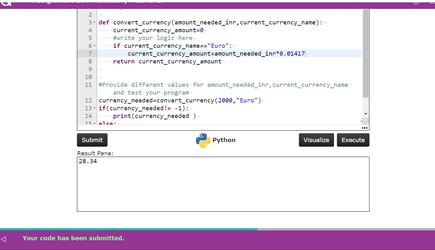 2
3 def convert_currency(amount_needed_inr,current_currency_name):
4 current_currency_amount=0
5 #write your logic here
6 if current_currency_name=="Euro":
7 current_currency_amount=amount_needed_inr*0.01417
8 return current_currency_amount
9
10
11 #Provide different values for amount_needed_inr,current_currency_name
and test your program
12 currency_needed=convert_currency(2000,"Euro")
13 if(currency_needed!= -1):
14 print(currency_needed )
15 else:
Submit Python Visualize Execute
Result Pane:
28.34
Your code has been submitted.